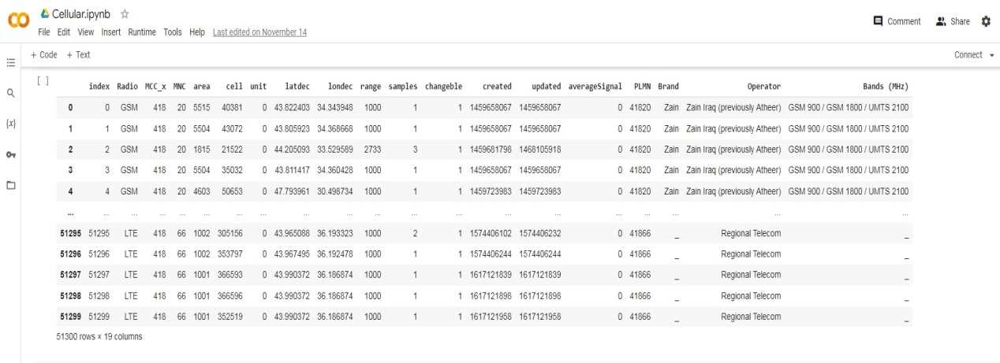 Cellular.ipynb
Comment Share
File Edit View Insert Runtime Tools Help Last edited on November 14
+ Code + Text Connect
[ ]
index Radio MCC_x MNC area cell unit latdec londec range samples changeble created updated averageSignal PLMN Brand Operator Bands (MHz)
0 0 GSM 418 20 5515 40381 0 43.822403 34.343948 1000 1 1 1459658067 1459658067 0 41820 Zain Zain Iraq (previously Atheer) GSM 900 / GSM 1800 / UMTS 2100
1 1 GSM 418 20 5504 43072 0 43.805923 34.368668 1000 1 1 1459658067 1459658067 0 41820 Zain Zain Iraq (previously Atheer) GSM 900 / GSM 1800 / UMTS 2100
2 2 GSM 418 20 1815 21522 0 44.205093 33.529589 2733 3 1 1459681798 1468105918 0 41820 Zain Zain Iraq (previously Atheer) GSM 900 / GSM 1800 / UMTS 2100
3 3 GSM 418 20 5504 35032 0 43.811417 34.360428 1000 1 1 1459658067 1459658067 0 41820 Zain Zain Iraq (previously Atheer) GSM 900 / GSM 1800 / UMTS 2100
4 4 GSM 418 20 4603 50653 0 47.793961 30.498734 1000 1 1 1459723983 1459723983 0 41820 Zain Zain Iraq (previously Atheer) GSM 900 / GSM 1800 / UMTS 2100
... ... ... ... ... ... ... ... ... ... ... ... ... ... ... ... ... ... ... ...
51295 51295 LTE 418 66 1002 305156 0 43.965088 36.193323 1000 2 1 1574406102 1574406232 0 41866 _ Regional Telecom _
51296 51296 LTE 418 66 1002 353797 0 43.967495 36.192478 1000 1 1 1574406244 1574406244 0 41866 _ Regional Telecom _
51297 51297 LTE 418 66 1001 366593 0 43.990372 36.186874 1000 1 1 1617121839 1617121839 0 41866 _ Regional Telecom _
51298 51298 LTE 418 66 1001 366596 0 43.990372 36.186874 1000 1 1 1617121898 1617121898 0 41866 _ Regional Telecom _
51299 51299 LTE 418 66 1001 352519 0 43.990372 36.186874 1000 1 1 1617121958 1617121958 0 41866 _ Regional Telecom _
51300 rows × 19 columns
{x}